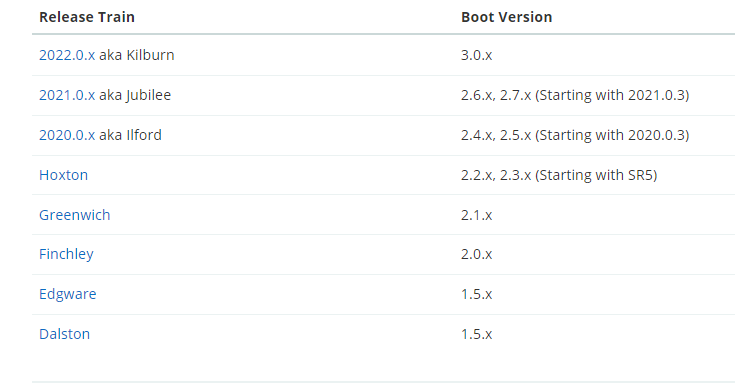 Release Train Boot Version
2022.0.x aka Kilburn 3.0.x
2021.0.x aka Jubilee 2.6.x, 2.7.x (Starting with 2021.0.3)
2020.0.x aka Ilford 2.4.x, 2.5.x (Starting with 2020.0.3)
Hoxton 2.2.x, 2.3.x (Starting with SR5)
Greenwich 2.1.x
Finchley 2.0.x
Edgware 1.5.x
Dalston 1.5.x